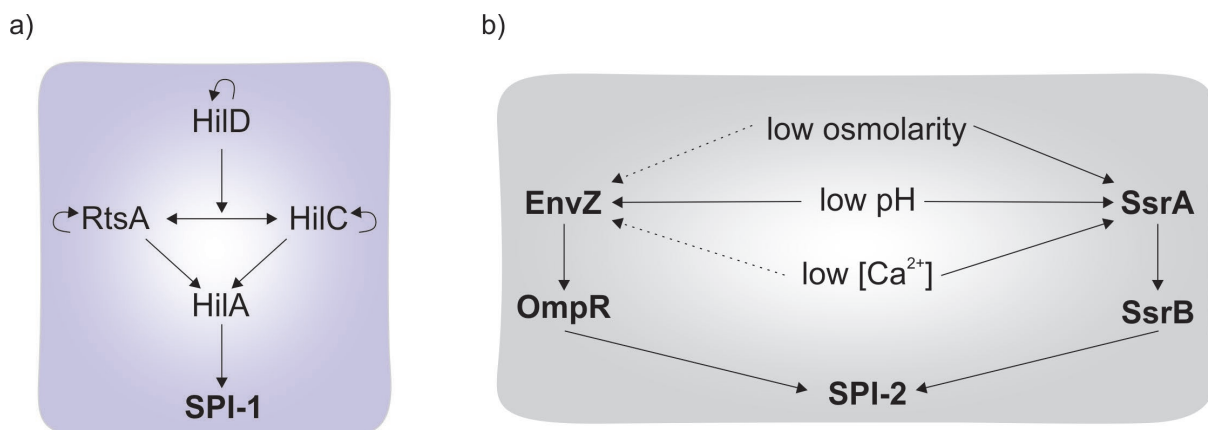 a)
HilD
RtsA
HilC
HilA
SPI-1
b)
low osmolarity
EnvZ
low pH
SsrA
low [Ca²⁺]
OmpR
SsrB
SPI-2